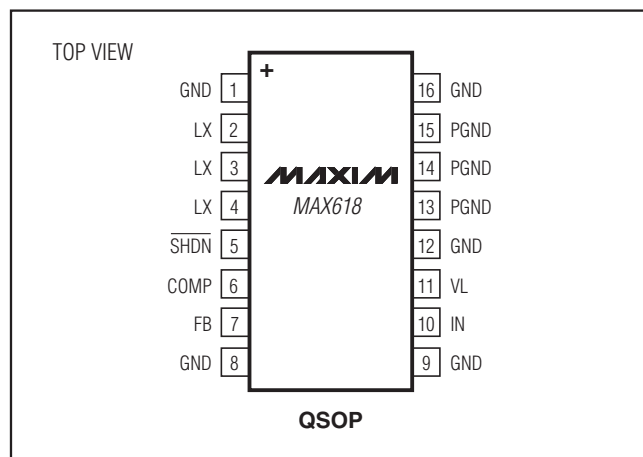 TOP VIEW
+
GND 1
LX 2
LX 3
LX 4
SHDN 5
COMP 6
FB 7
GND 8
MAXIM
MAX618
16 GND
15 PGND
14 PGND
13 PGND
12 GND
11 VL
10 IN
9 GND
QSOP